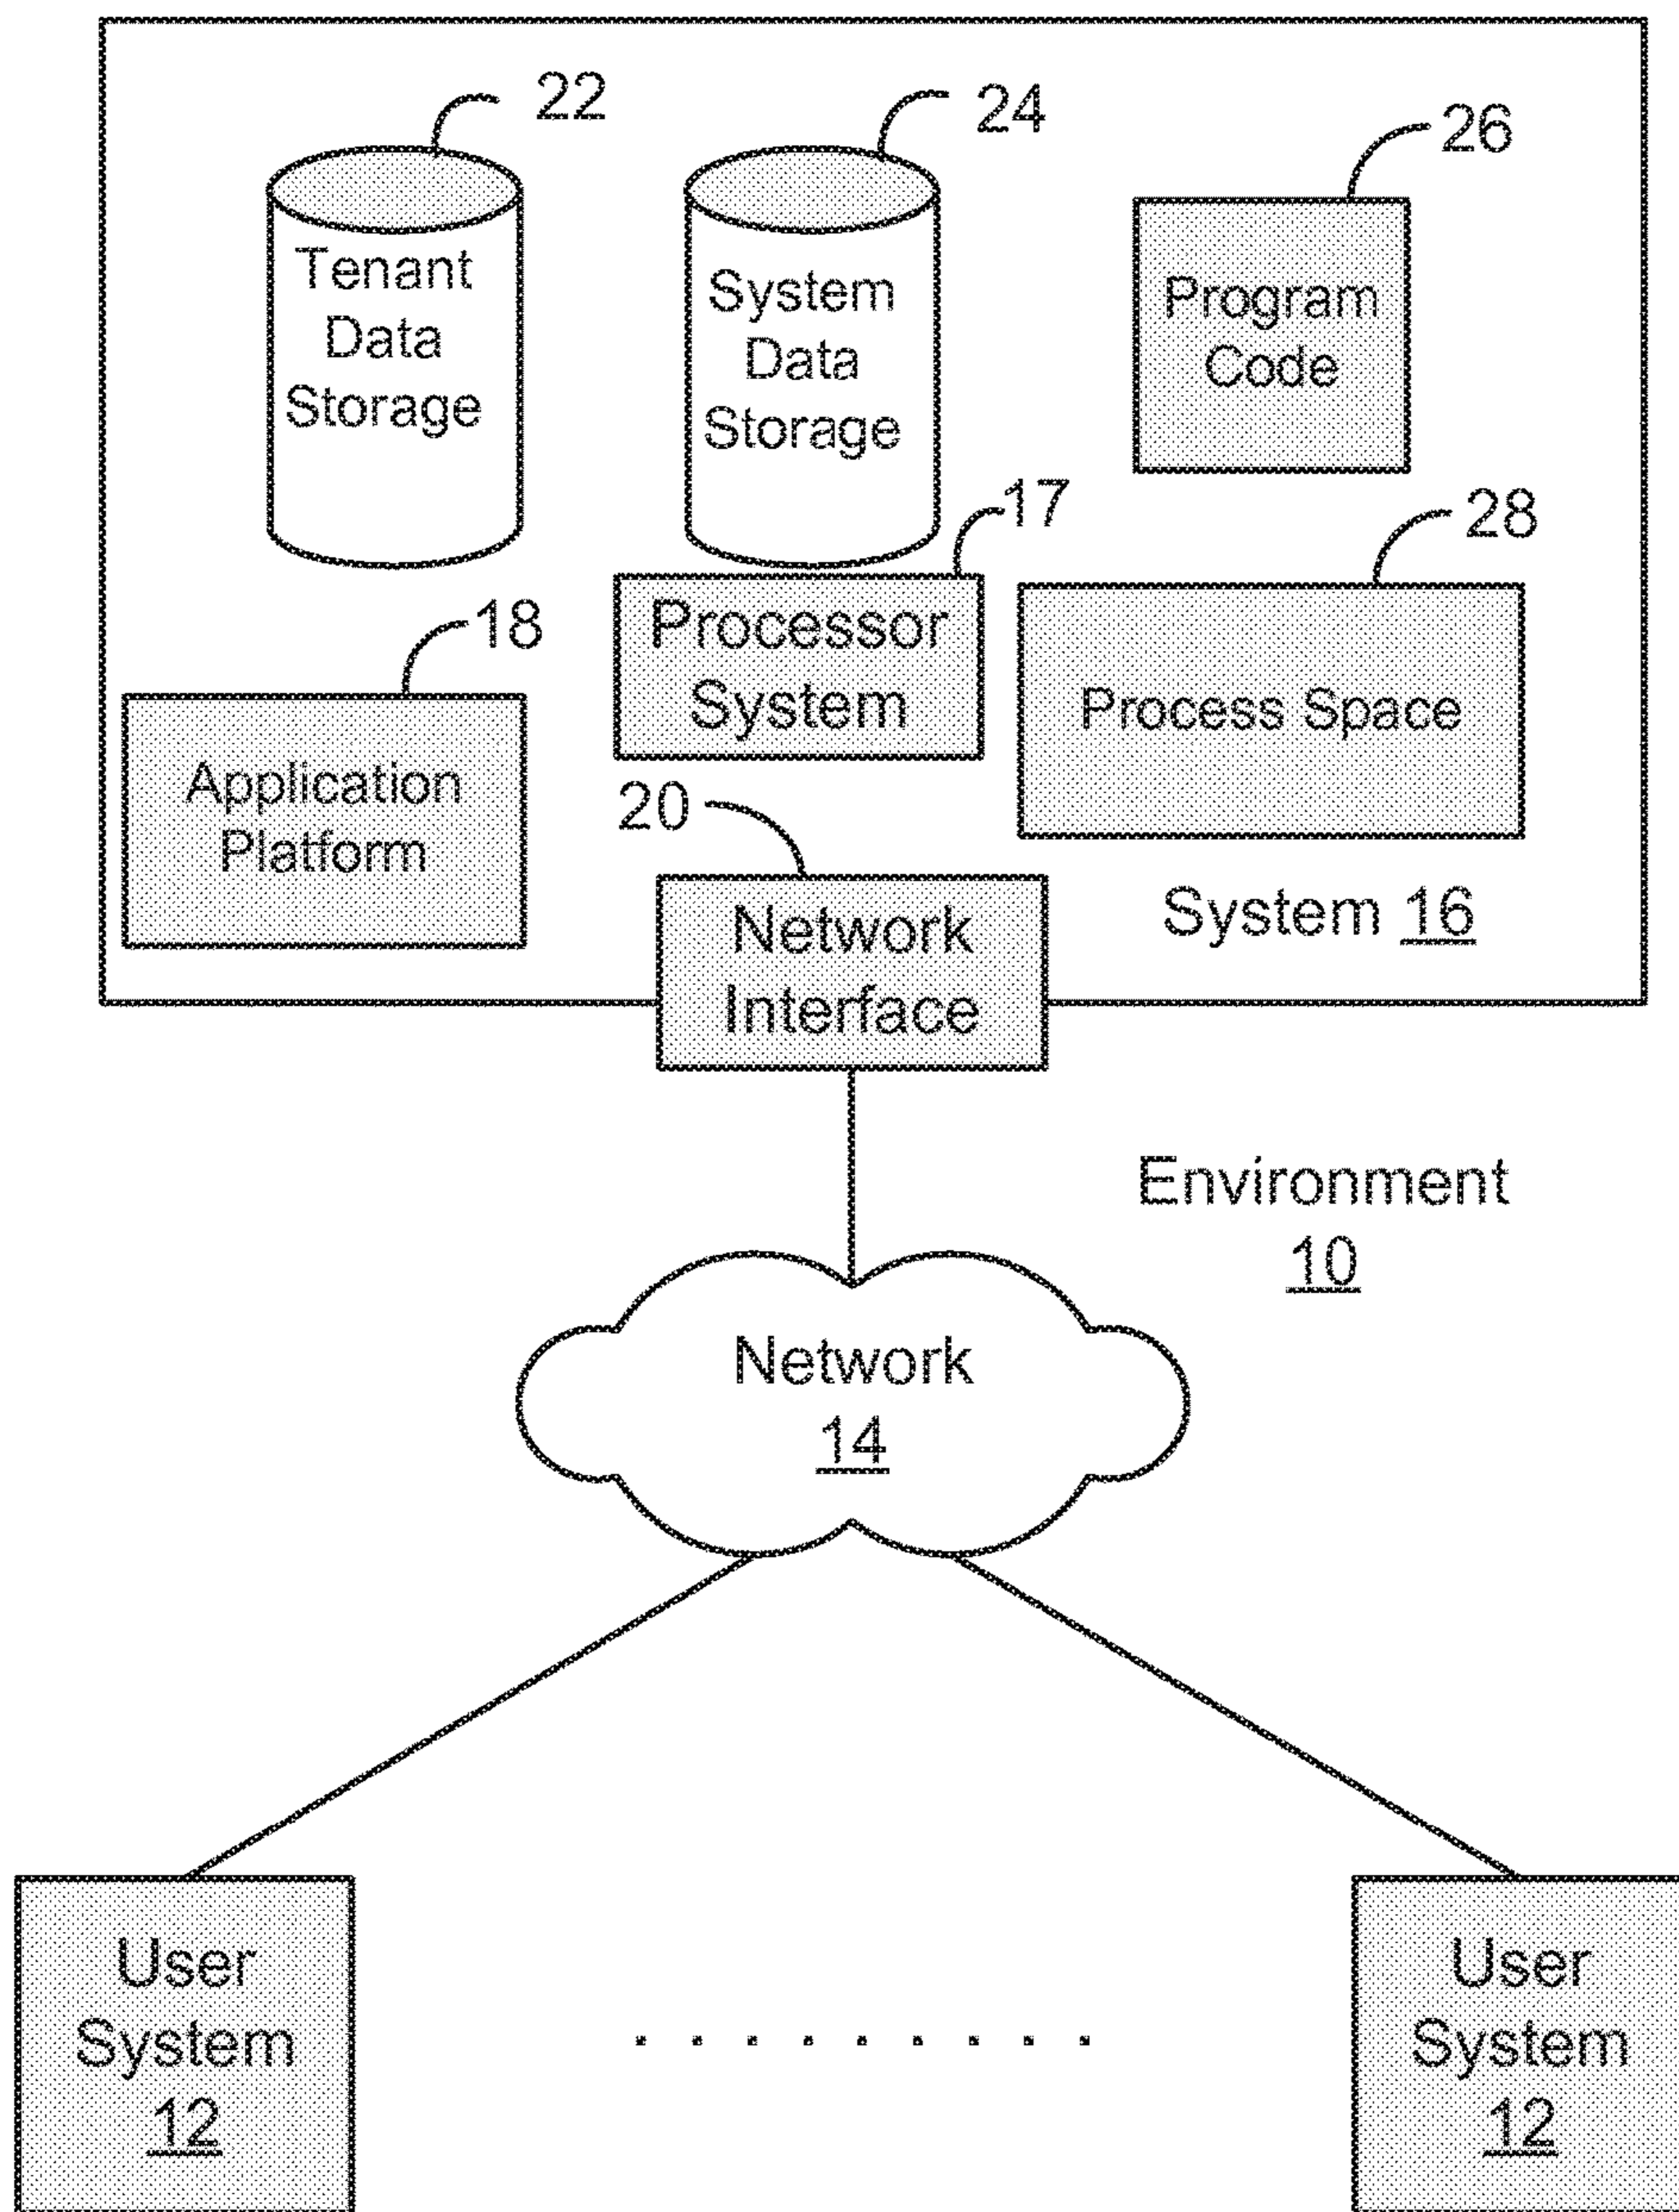 22
24
26
Tenant
Data
Storage
System
Data
Storage
Program
Code
17
28
18
Processor
System
Process Space
Application
Platform
20
Network
Interface
System 16
Environment
10
Network
14
User
System
12
User
System
12